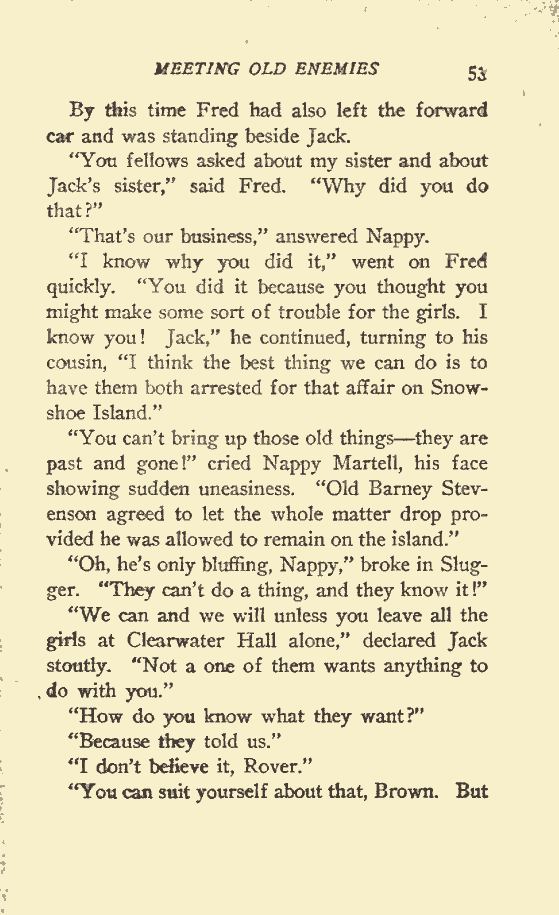 MEETING OLD ENEMIES 53
By this time Fred had also left the forward
car and was standing beside Jack.
"You fellows asked about my sister and about
Jack's sister," said Fred. "Why did you do
that?"
"That's our business," answered Nappy.
"I know why you did it," went on Fred
quickly. "You did it because you thought you
might make some sort of trouble for the girls. I
know you! Jack," he continued, turning to his
cousin, "I think the best thing we can do is to
have them both arrested for that affair on Snow-
shoe Island."
"You can't bring up those old things—they are
past and gone!" cried Nappy Martell, his face
showing sudden uneasiness. "Old Barney Stev-
enson agreed to let the whole matter drop pro-
vided he was allowed to remain on the island."
"Oh, he's only bluffing, Nappy," broke in Slug-
ger. "They can't do a thing, and they know it!"
"We can and we will unless you leave all the
girls at Clearwater Hall alone," declared Jack
stoutly. "Not a one of them wants anything to
do with you."
"How do you know what they want?"
"Because they told us."
"I don't believe it, Rover."
"You can suit yourself about that, Brown. But